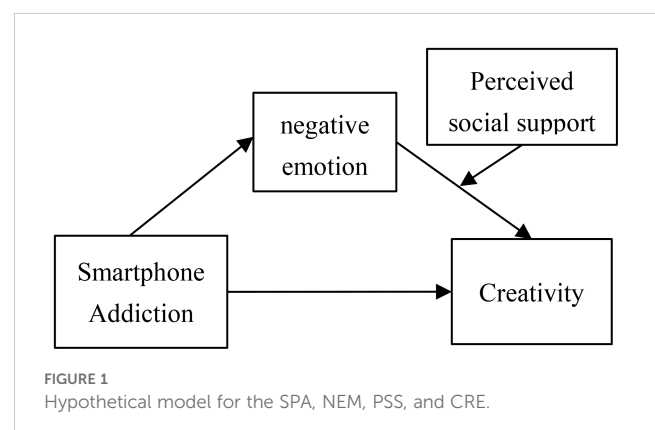 Perceived
social support
negative
emotion
Smartphone
Addiction
Creativity
FIGURE 1
Hypothetical model for the SPA, NEM, PSS, and CRE.